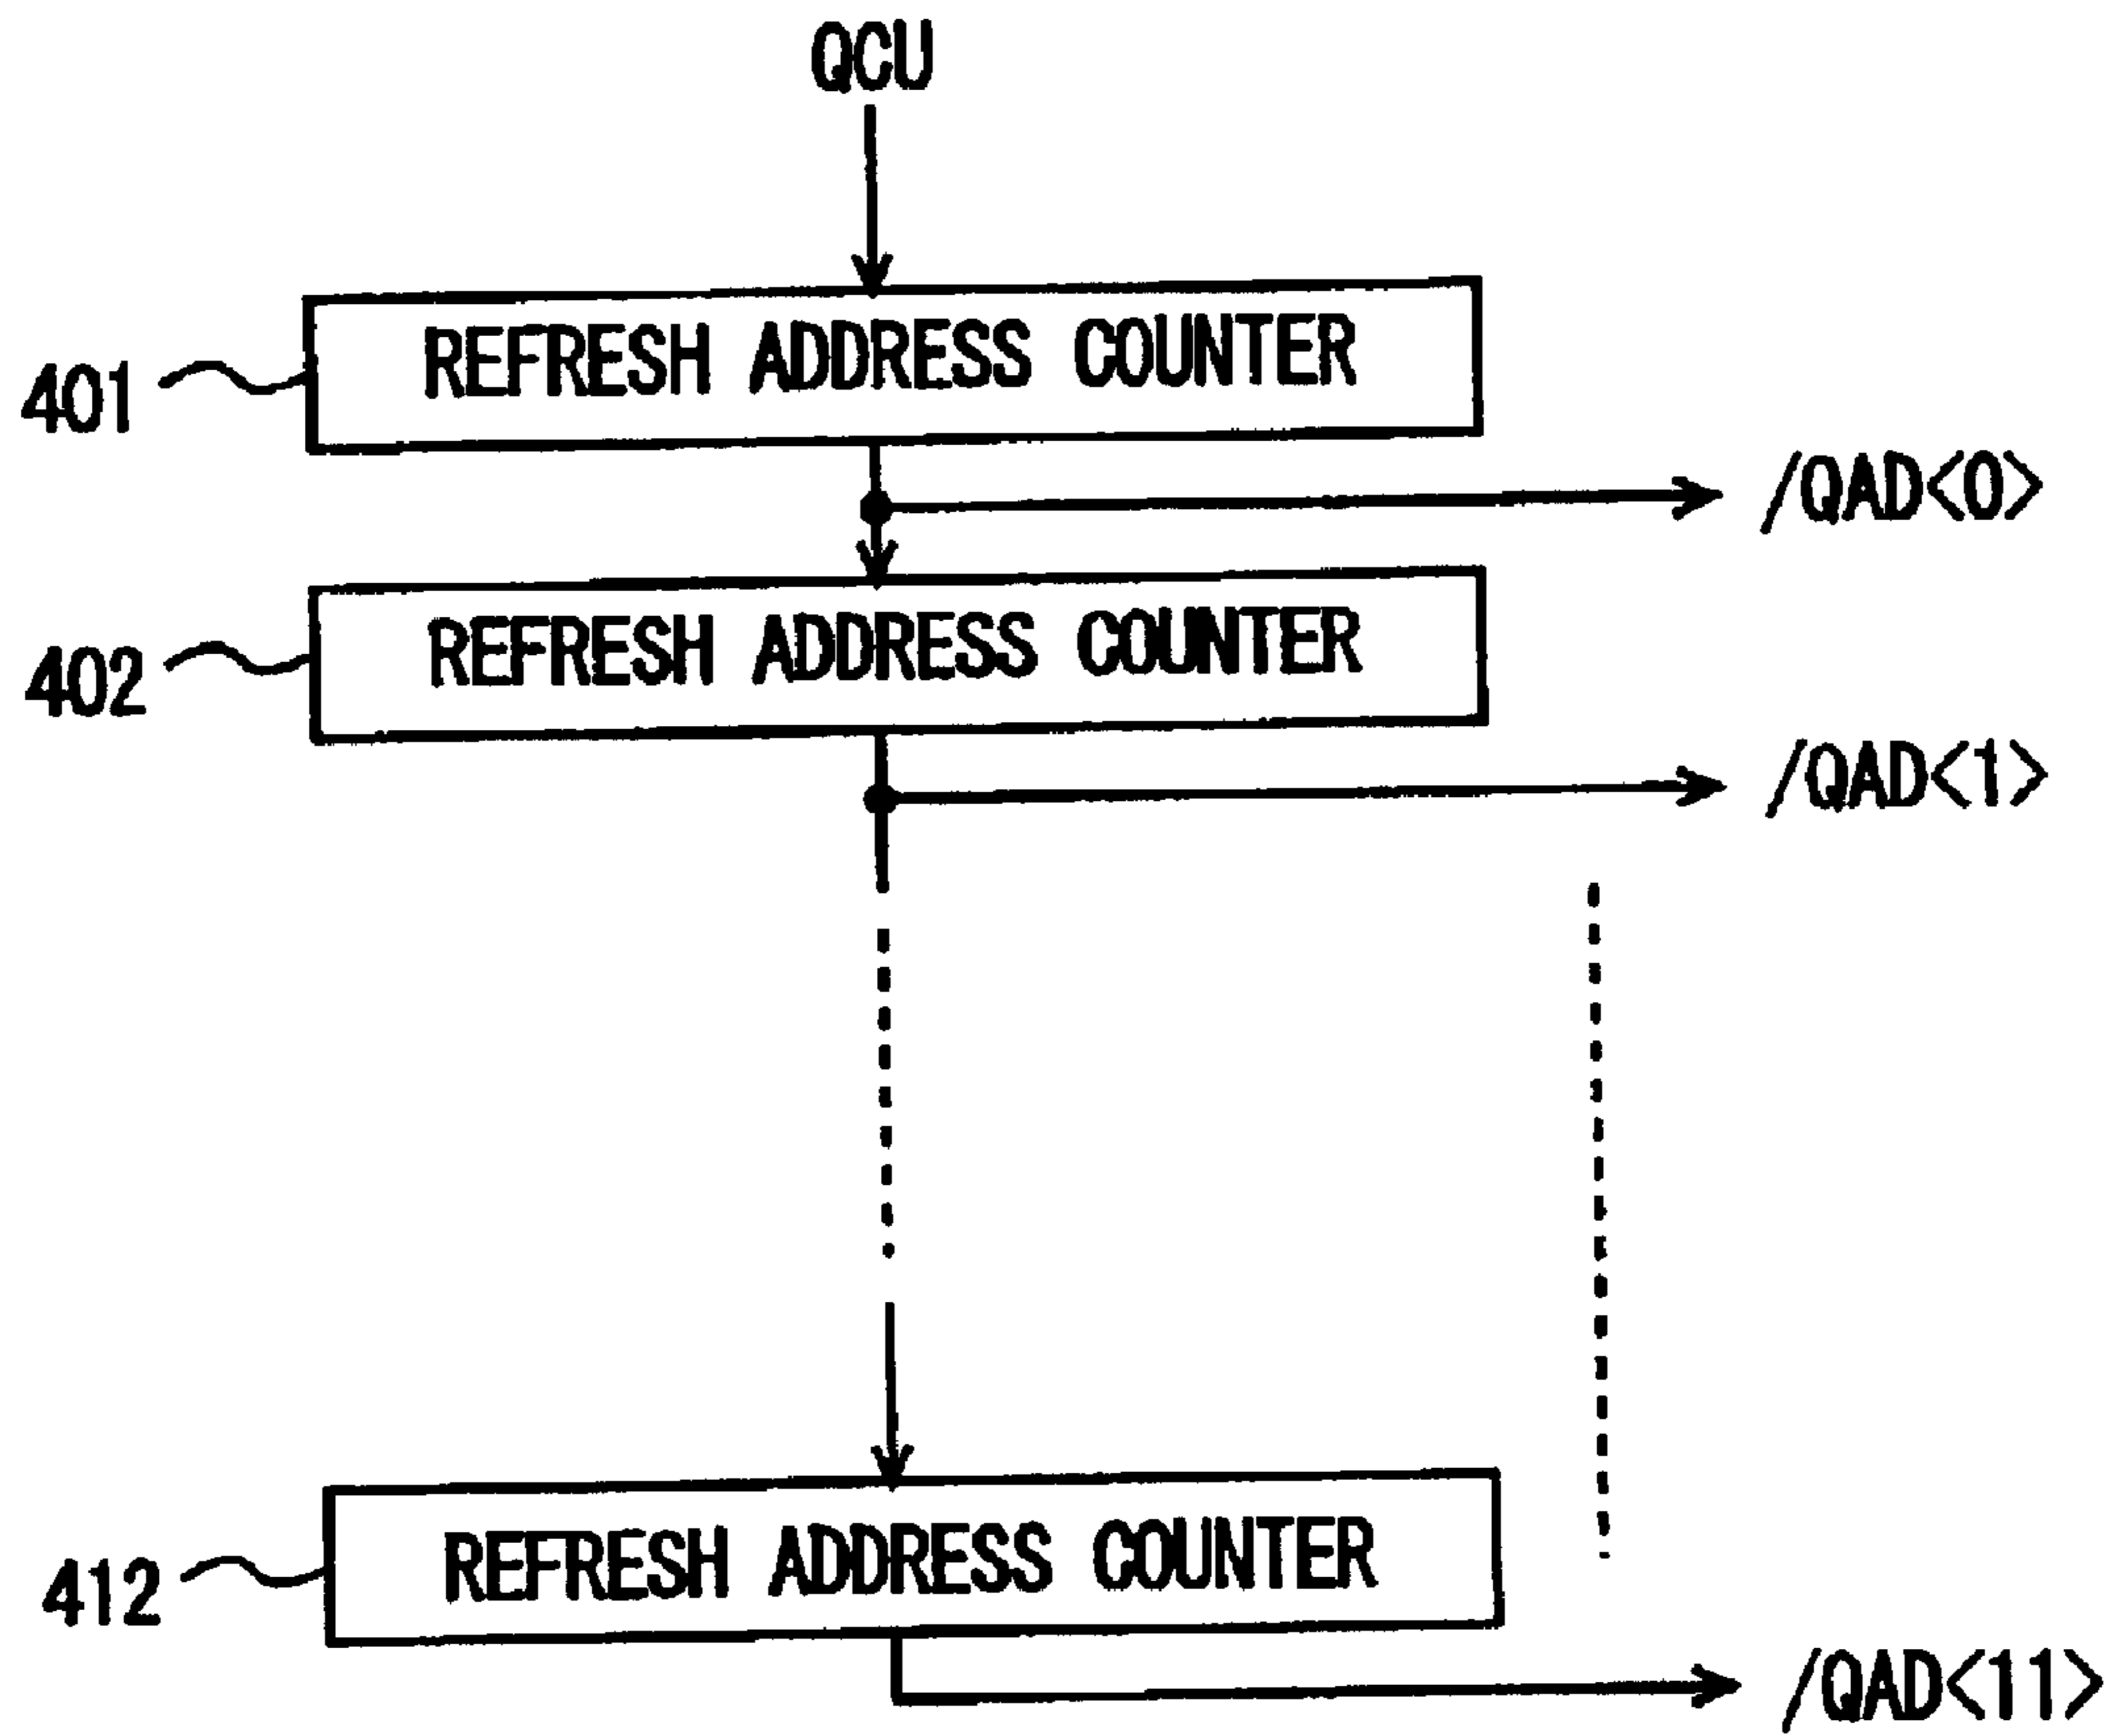 QCU
401 REFRESH ADDRESS COUNTER
/QAD<0>
402 REFRESH ADDRESS COUNTER
/QAD<1>
412 REFRESH ADDRESS COUNTER
/QAD<11>